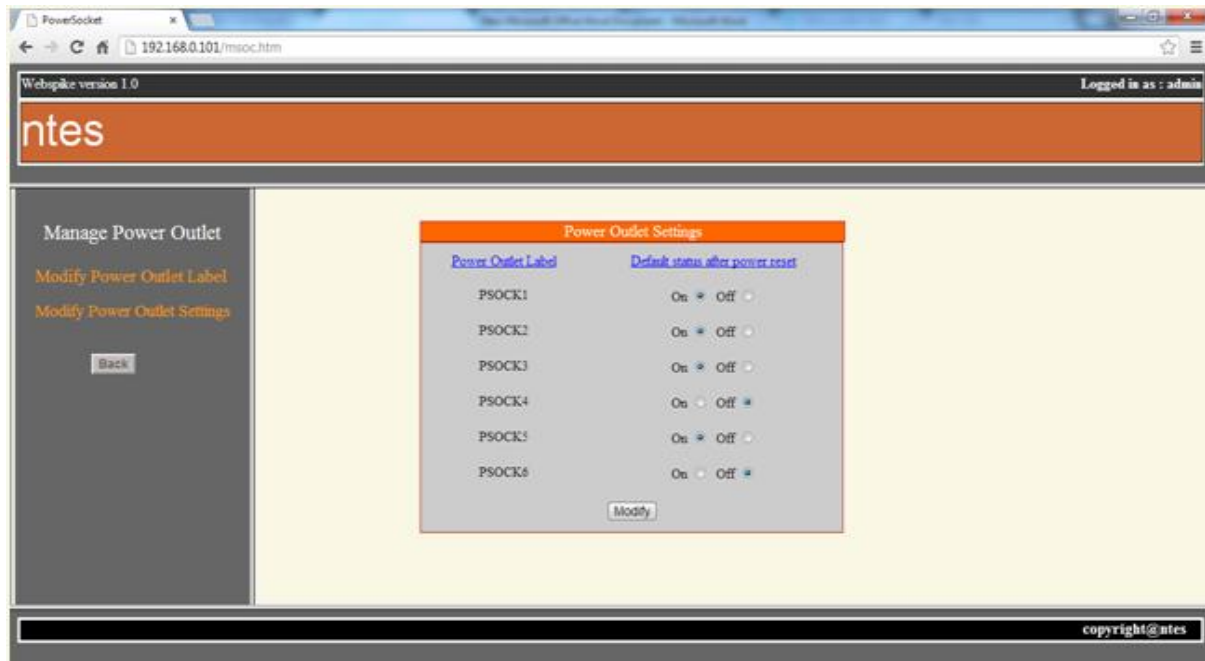 PowerSocket
192.168.0.101/msoc.htm
Webspike version 1.0
Logged in as : admin
ntes
Manage Power Outlet
Modify Power Outlet Label
Modify Power Outlet Settings
Back
Power Outlet Settings
Power Outlet Label Default status after power reset
PSOCK1 On Off
PSOCK2 On Off
PSOCK3 On Off
PSOCK4 On Off
PSOCK5 On Off
PSOCK6 On Off
Modify
copyright@ntes